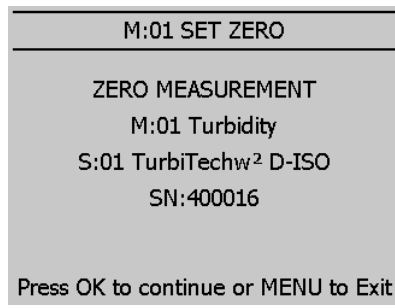 M:01 SET ZERO
ZERO MEASUREMENT
M:01 Turbidity
S:01 TurbiTechw² D-ISO
SN:400016
Press OK to continue or MENU to Exit